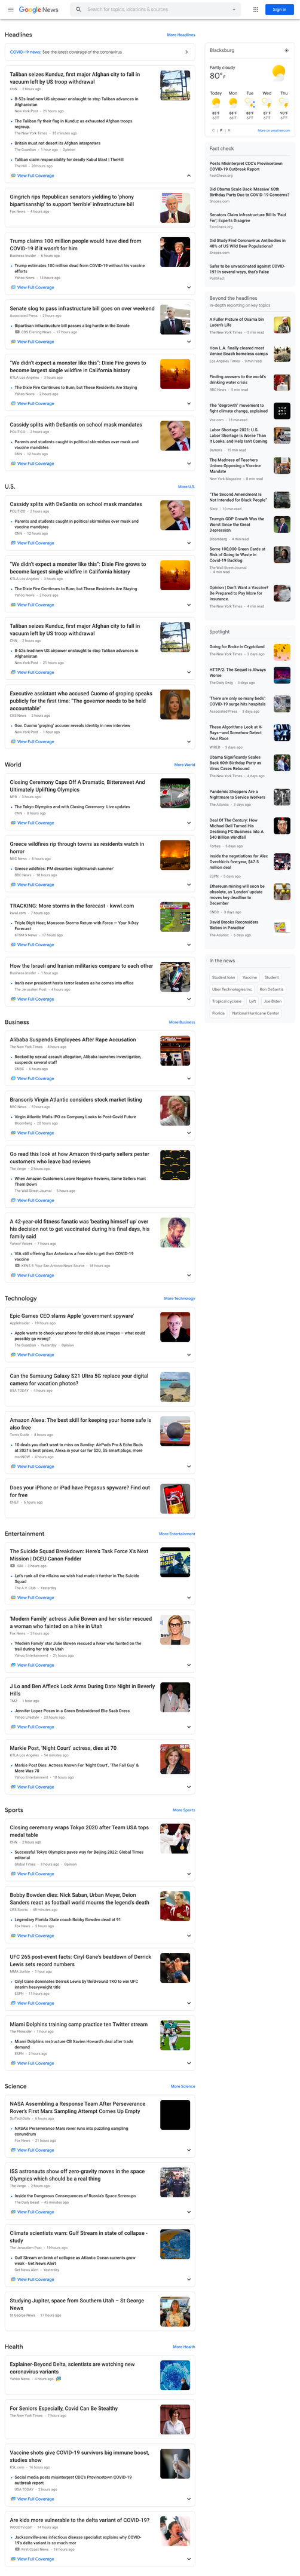 Google News
Search for topics, locations & sources
Sign in
Headlines
More Headlines
COVID-19 news: See the latest coverage of the coronavirus
Taliban seizes Kunduz, first major Afghan city to fall in
vacuum left by US troop withdrawal
CNN · 2 hours ago
B-52s lead new US airpower onslaught to stop Taliban advances in
Afghanistan
New York Post · 21 hours ago
The Taliban fly their flag in Kunduz as exhausted Afghan troops
regroup.
The New York Times · 25 minutes ago
Britain must not desert its Afghan interpreters
The Guardian · 1 hour ago · Opinion
Taliban claim responsibility for deadly Kabul blast | TheHill
The Hill · 20 hours ago
View Full Coverage
Gingrich rips Republican senators yielding to 'phony
bipartisanship' to support 'terrible' infrastructure bill
Fox News · 4 hours ago
Trump claims 100 million people would have died from
COVID-19 if it wasn't for him
Business Insider · 6 hours ago
Trump estimates 100 million dead from COVID-19 without his vaccine
efforts
Yahoo News · 13 hours ago
View Full Coverage
Senate slog to pass infrastructure bill goes on over weekend
Associated Press · 2 hours ago
Bipartisan infrastructure bill passes a big hurdle in the Senate
CBS Evening News · 17 hours ago
View Full Coverage
"We didn't expect a monster like this": Dixie Fire grows to
become largest single wildfire in California history
KTLA Los Angeles · 3 hours ago
The Dixie Fire Continues to Burn, but These Residents Are Staying
Yahoo News · 2 hours ago
View Full Coverage
Cassidy splits with DeSantis on school mask mandates
POLITICO · 2 hours ago
Parents and students caught in political skirmishes over mask and
vaccine mandates
CNN · 12 hours ago
View Full Coverage
U.S.
More U.S.
Cassidy splits with DeSantis on school mask mandates
POLITICO · 2 hours ago
Parents and students caught in political skirmishes over mask and
vaccine mandates
CNN · 12 hours ago
View Full Coverage
"We didn't expect a monster like this": Dixie Fire grows to
become largest single wildfire in California history
KTLA Los Angeles · 3 hours ago
The Dixie Fire Continues to Burn, but These Residents Are Staying
Yahoo News · 2 hours ago
View Full Coverage
Taliban seizes Kunduz, first major Afghan city to fall in
vacuum left by US troop withdrawal
CNN · 2 hours ago
B-52s lead new US airpower onslaught to stop Taliban advances in
Afghanistan
New York Post · 21 hours ago
View Full Coverage
Executive assistant who accused Cuomo of groping speaks
publicly for the first time: "The governor needs to be held
accountable"
CBS News · 2 hours ago
Gov. Cuomo 'groping' accuser reveals identity in new interview
New York Post · 1 hour ago
View Full Coverage
World
More World
Closing Ceremony Caps Off A Dramatic, Bittersweet And
Ultimately Uplifting Olympics
NPR · 3 hours ago
The Tokyo Olympics and with Closing Ceremony: Live updates
CNN · 4 hours ago
View Full Coverage
Greece wildfires rip through towns as residents watch in
horror
NBC News · 6 hours ago
Greece wildfires: PM describes 'nightmarish summer'
BBC News · 18 hours ago
View Full Coverage
TRACKING: More storms in the forecast - kwwl.com
kwwl.com · 7 hours ago
Triple Digit Heat, Monsoon Storms Return with Force — Your 9-Day
Forecast
KTSM 9 News · 17 hours ago
View Full Coverage
How the Israeli and Iranian militaries compare to each other
Business Insider · 1 hour ago
Iran's new president hosts terror leaders as he comes into office
The Jerusalem Post · 6 hours ago
View Full Coverage
Business
More Business
Alibaba Suspends Employees After Rape Accusation
The New York Times · 4 hours ago
Rocked by sexual assault allegation, Alibaba launches investigation,
suspends several staff
CNBC · 6 hours ago
View Full Coverage
Branson's Virgin Atlantic considers stock market listing
BBC News · 5 hours ago
Virgin Atlantic Mulls IPO as Company Looks to Post-Covid Future
Bloomberg · 20 hours ago
View Full Coverage
Go read this look at how Amazon third-party sellers pester
customers who leave bad reviews
The Verge · 2 hours ago
When Amazon Customers Leave Negative Reviews, Some Sellers Hunt
Them Down
The Wall Street Journal · 5 hours ago
View Full Coverage
A 42-year-old fitness fanatic was 'beating himself up' over
his decision not to get vaccinated during his final days, his
family said
Yahoo! Voices · 7 hours ago
VIA still offering San Antonians a free ride to get their COVID-19
vaccine
KENS 5: Your San Antonio News Source · 16 hours ago
View Full Coverage
Technology
More Technology
Epic Games CEO slams Apple 'government spyware'
AppleInsider · 19 hours ago
Apple wants to check your phone for child abuse images – what could
possibly go wrong?
The Guardian · Yesterday · Opinion
View Full Coverage
Can the Samsung Galaxy S21 Ultra 5G replace your digital
camera for vacation photos?
USA TODAY · 4 hours ago
Amazon Alexa: The best skill for keeping your home safe is
also free
Tom's Guide · 8 hours ago
10 deals you don't want to miss on Sunday: AirPods Pro & Echo Buds
at 2021's best prices, Alexa in your car for $20, $5 smart plugs, more
msnNOW · 4 hours ago
View Full Coverage
Does your iPhone or iPad have Pegasus spyware? Find out
for free
CNET · 6 hours ago
Entertainment
More Entertainment
The Suicide Squad Breakdown: Here's Task Force X's Next
Mission | DCEU Canon Fodder
IGN · 5 hours ago
Let's rank all the villains we wish had made it further in The Suicide
Squad
The A.V. Club · Yesterday
View Full Coverage
'Modern Family' actress Julie Bowen and her sister rescued
a woman who fainted on a hike in Utah
Fox News · 3 hours ago
'Modern Family' star Julie Bowen rescued a hiker who fainted on the
trail during her trip to Utah
Yahoo Entertainment · 21 hours ago
View Full Coverage
J Lo and Ben Affleck Lock Arms During Date Night in Beverly
Hills
TMZ · 1 hour ago
Jennifer Lopez Poses in a Green Embroidered Elie Saab Dress
Yahoo Lifestyle · 23 hours ago
View Full Coverage
Markie Post, 'Night Court' actress, dies at 70
KTLA Los Angeles · 58 minutes ago
Markie Post Dies: Actress Known For 'Night Court', 'The Fall Guy' &
More Was 70
Yahoo Entertainment · 10 hours ago
View Full Coverage
Sports
More Sports
Closing ceremony wraps Tokyo 2020 after Team USA tops
medal table
CNN · 2 hours ago
Successful Tokyo Olympics paves way for Beijing 2022: Global Times
editorial
Global Times · 5 hours ago · Opinion
View Full Coverage
Bobby Bowden dies: Nick Saban, Urban Meyer, Deion
Sanders react as football world mourns the legend's death
CBS Sports · 46 minutes ago
Legendary Florida State coach Bobby Bowden dead at 91
Fox News · 5 hours ago
View Full Coverage
UFC 265 post-event facts: Ciryl Gane's beatdown of Derrick
Lewis sets record numbers
MMA Junkie · 1 hour ago
Ciryl Gane dominates Derrick Lewis by third-round TKO to win UFC
interim heavyweight title
ESPN · 11 hours ago
View Full Coverage
Miami Dolphins training camp practice ten Twitter stream
The Phinsider · 1 hour ago
Miami Dolphins restructure CB Xavien Howard's deal after trade
demand
ESPN · 2 hours ago
View Full Coverage
Science
More Science
NASA Assembling a Response Team After Perseverance
Rover's First Mars Sampling Attempt Comes Up Empty
SciTechDaily · 6 hours ago
NASA's Perseverance Mars rover runs into puzzling sampling
conundrum
Fox News · 21 hours ago
View Full Coverage
ISS astronauts show off zero-gravity moves in the space
Olympics which should be a real thing
The Verge · 2 hours ago
Inside the Dangerous Consequences of Russia's Space Screwups
The Daily Beast · 45 minutes ago
View Full Coverage
Climate scientists warn: Gulf Stream in state of collapse -
study
The Jerusalem Post · 19 hours ago
Gulf Stream on brink of collapse as Atlantic Ocean currents grow
weak - Get News Alert
Get News Alert · Yesterday
View Full Coverage
Studying Jupiter, space from Southern Utah – St George
News
St George News · 17 hours ago
Health
More Health
Explainer-Beyond Delta, scientists are watching new
coronavirus variants
Yahoo News · 6 hours ago
For Seniors Especially, Covid Can Be Stealthy
The New York Times · 7 hours ago
Vaccine shots give COVID-19 survivors big immune boost,
studies show
KSL.com · 13 hours ago
Social media posts misinterpret CDC's Provincetown COVID-19
outbreak report
USA TODAY · 2 hours ago
View Full Coverage
Are kids more vulnerable to the delta variant of COVID-19?
WUSF News · 14 hours ago
Jacksonville-area infectious disease specialist explains why COVID-
19's delta variant is so much mor
First Coast News · 18 hours ago
View Full Coverage
Blacksburg
Partly cloudy
80°F
Today Mon Tue Wed Thu
C | F | K
More on weather.com
Fact check
Posts Misinterpret CDC's Provincetown
COVID-19 Outbreak Report
FactCheck.org
Did Obama Scale Back 'Massive' 60th
Birthday Party Due to COVID-19 Concerns?
Snopes.com
Senators Claim Infrastructure Bill Is 'Paid
For'; Experts Disagree
FactCheck.org
Did Study Find Coronavirus Antibodies in
40% of US Wild Deer Populations?
Snopes.com
Safer to be unvaccinated against COVID-
19? In several ways, that's False
PolitiFact
Beyond the headlines
In-depth reporting on key topics
A Fuller Picture of Osama bin
Laden's Life
The New York Times · 5 min read
How L.A. finally cleared most
Venice Beach homeless camps
Los Angeles Times · 9 min read
Finding answers to the world's
drinking water crisis
BBC News · 5 min read
The "degrowth" movement to
fight climate change, explained
Vox.com · 14 min read
Labor Shortage 2021: U.S.
Labor Shortage Is Worse Than
It Looks, and Help Isn't Coming
Barron's · 13 min read
The Madness of Teachers
Unions Opposing a Vaccine
Mandate
New York Magazine · 8 min read
"The Second Amendment Is
Not Intended for Black People"
Slate · 13 min read
Trump's GDP Growth Was the
Worst Since the Great
Depression
Bloomberg · 4 min read
Some 100,000 Green Cards at
Risk of Going to Waste in
Covid-19 Backlog
The Wall Street Journal
· 4 min read
Opinion | Don't Want a Vaccine?
Be Prepared to Pay More for
Insurance.
The New York Times · 4 min read
Spotlight
Going for Broke in Cryptoland
The New York Times · 2 days ago
HTTP//2: The Sequel is Always
Worse
The Daily Swig · 3 days ago
'There are only so many beds':
COVID-19 surge hits hospitals
Associated Press · 3 days ago
These Algorithms Look at X-
Rays—and Somehow Detect
Your Race
WIRED · 3 days ago
Obama Significantly Scales
Back 60th Birthday Party as
Virus Cases Rebound
The New York Times · 4 days ago
Pandemic Shoppers Are a
Nightmare to Service Workers
The Atlantic · 3 days ago
Deal Of The Century: How
Michael Dell Turned His
Declining PC Business Into A
$40 Billion Windfall
Forbes · 3 days ago
Inside the negotiations for Alex
Ovechkin's five-year, $47.5
million deal
ESPN · 5 days ago
Ethereum mining will soon be
obsolete, as 'London' update
moves key deadline to
December
CNBC · 3 days ago
David Brooks Reconsiders
'Bobos in Paradise'
The Atlantic · 6 days ago
In the news
Student loan
Vaccine
Student
Uber Technologies Inc
Ron DeSantis
Tropical cyclone
Lyft
Joe Biden
Florida
National Hurricane Center